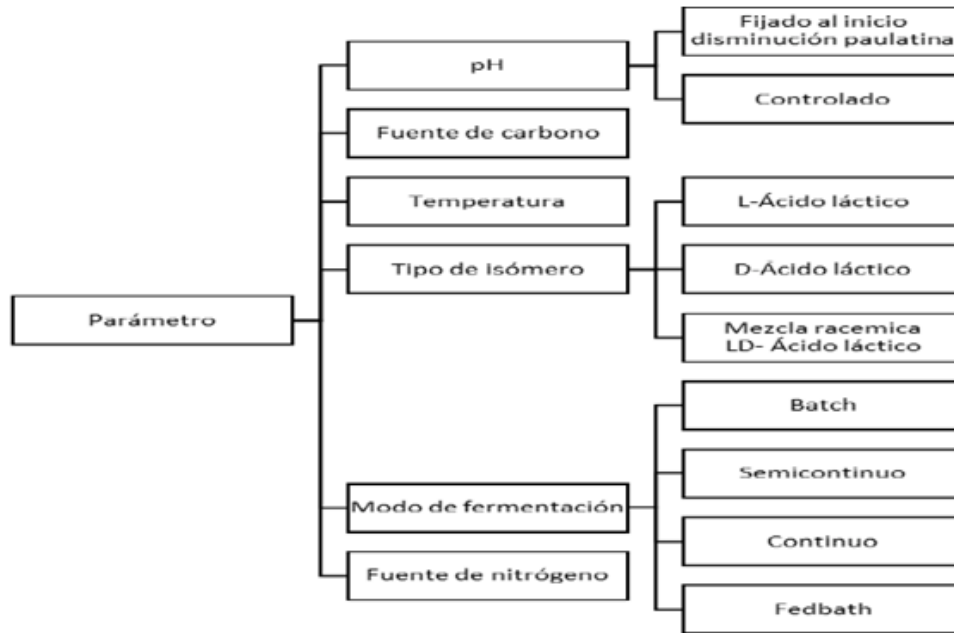 Parámetro
pH
Fijado al inicio
disminución paulatina
Controlado
Fuente de carbono
Temperatura
Tipo de isómero
L-Ácido láctico
D-Ácido láctico
Mezcla racemica
LD- Ácido láctico
Modo de fermentación
Batch
Semicontinuo
Continuo
Fedbath
Fuente de nitrógeno